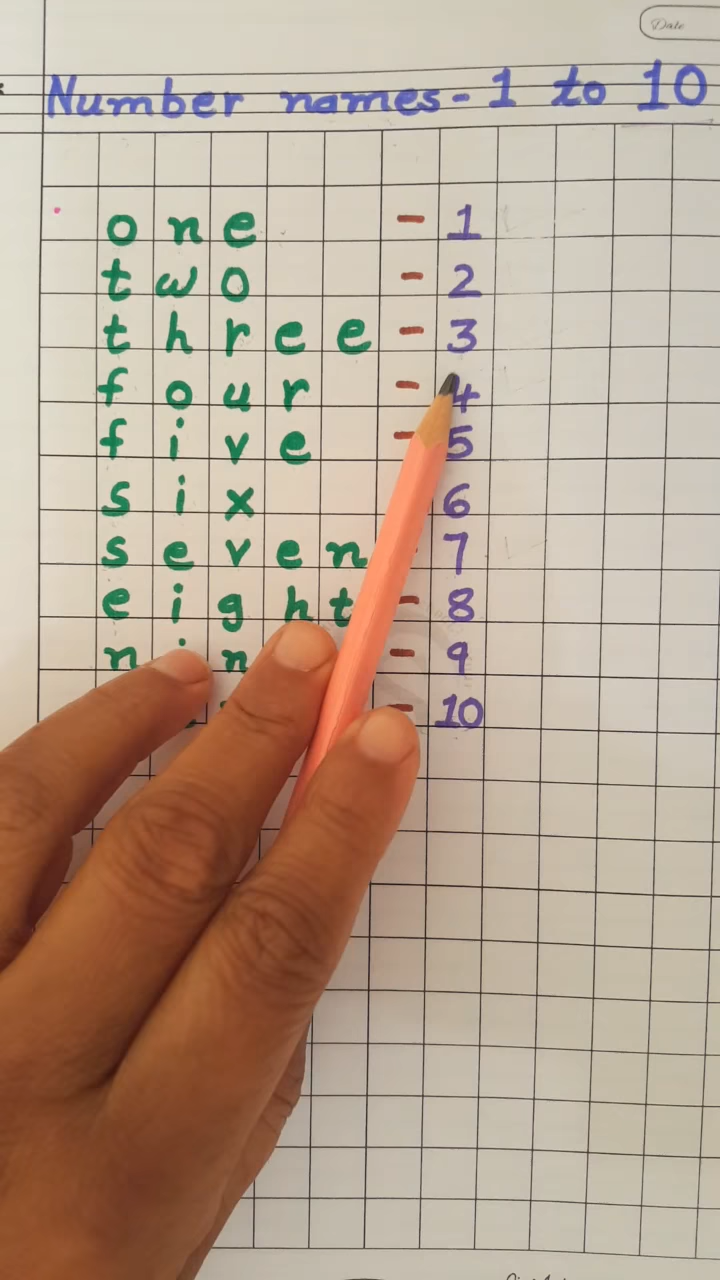 Date
Number names - 1 to 10
one - 1
two - 2
three - 3
four - 4
five - 5
six 6
seven - 7
eight - 8
- 9
- 10